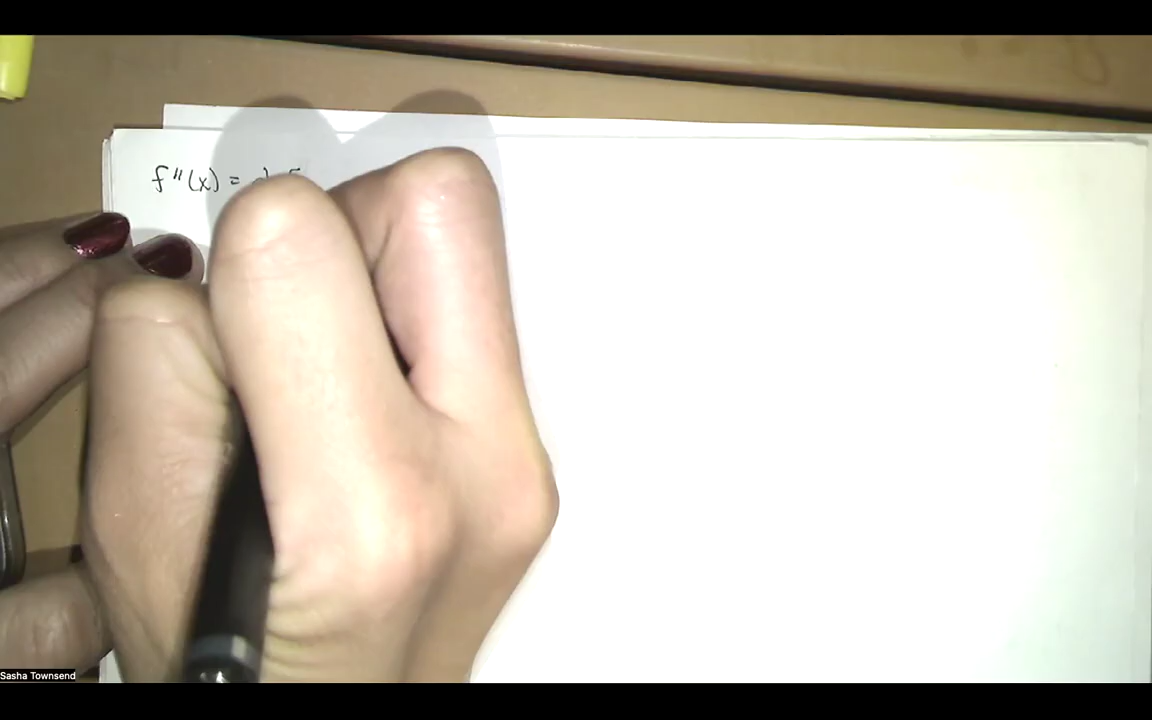 f''(x) = d
Sasha Townsend